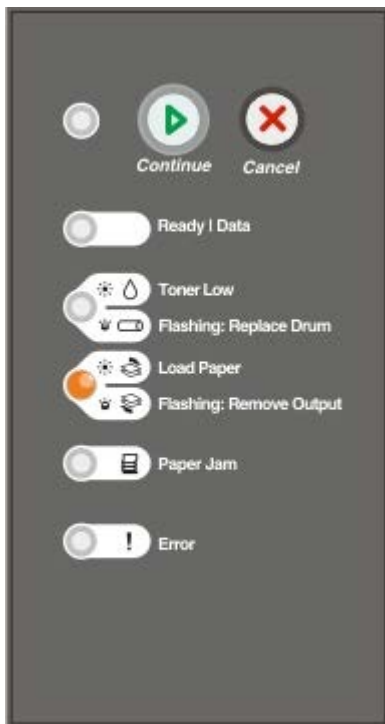 Continue
Cancel
Ready | Data
Toner Low
Flashing: Replace Drum
Load Paper
Flashing: Remove Output
Paper Jam
! Error